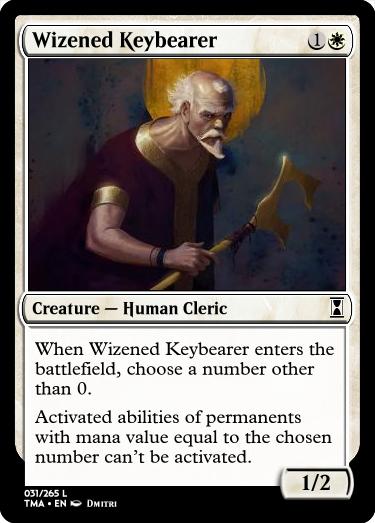 Wizened Keybearer 1
Creature — Human Cleric
When Wizened Keybearer enters the
battlefield, choose a number other
than 0.
Activated abilities of permanents
with mana value equal to the chosen
number can't be activated.
1/2
031/265 L
TMA • EN Dmitri